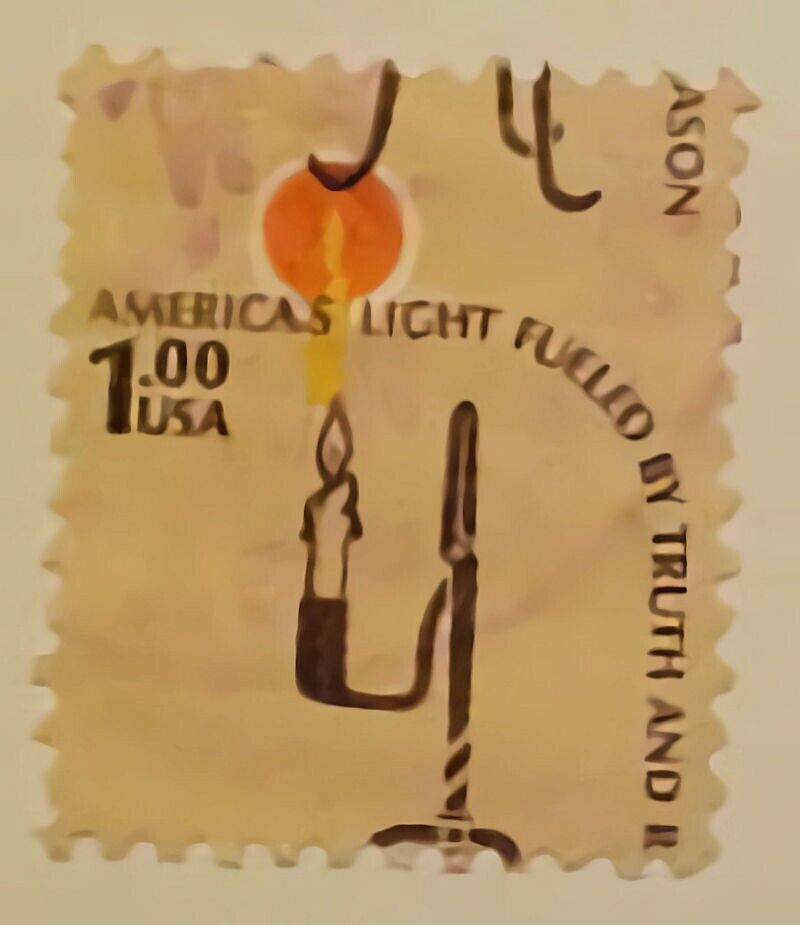 ASON
AMERICAS LIGHT FUELED BY TRUTH AND R
1.00
USA